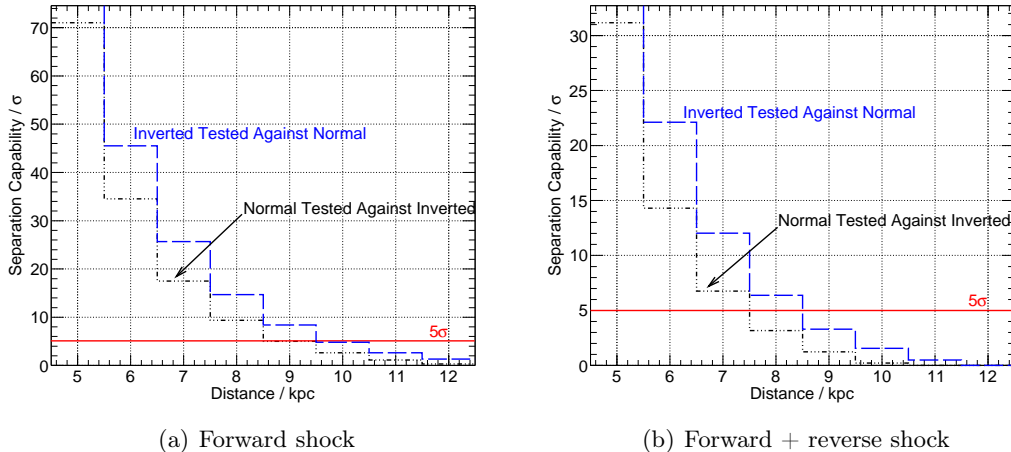 Separation Capability / σ
70
60
50
40
30
20
10
0
Inverted Tested Against Normal
Normal Tested Against Inverted
5σ
5 6 7 8 9 10 11 12
Distance / kpc
(a) Forward shock
Separation Capability / σ
30
25
20
15
10
5
0
Inverted Tested Against Normal
Normal Tested Against Inverted
5σ
5 6 7 8 9 10 11 12
Distance / kpc
(b) Forward + reverse shock